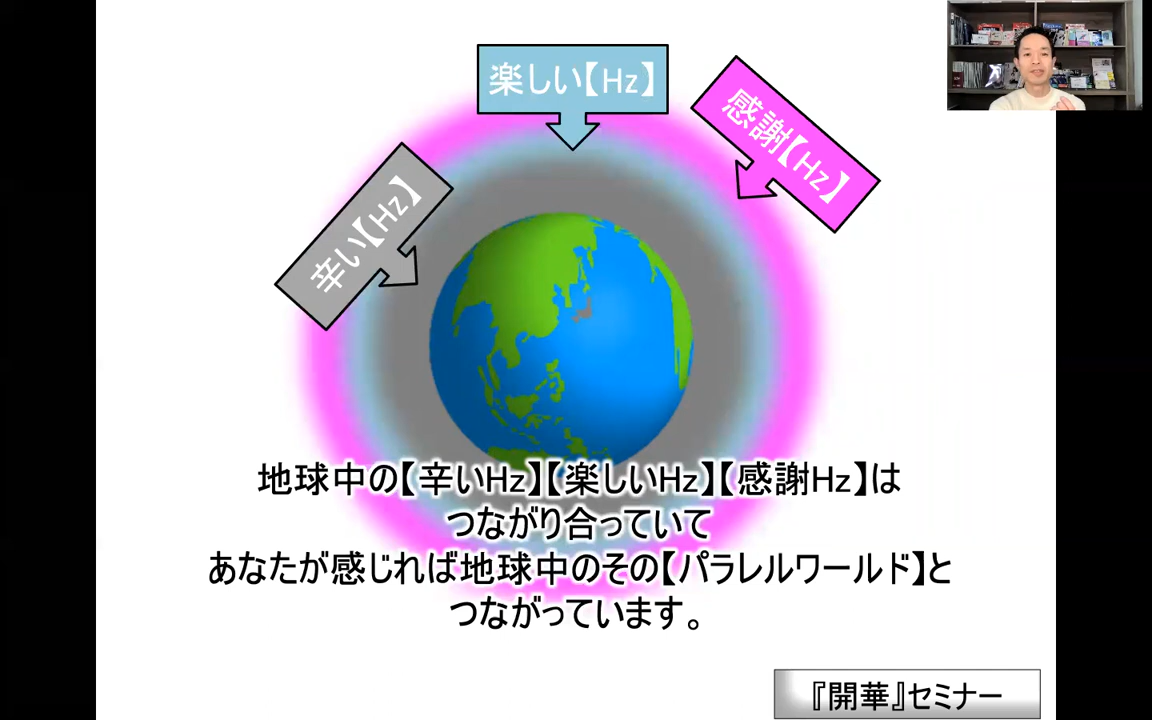 楽しい【Hz】
感謝【Hz】
辛い【Hz】
地球中の【辛いHz】【楽しいHz】【感謝Hz】は
つながり合っていて
あなたが感じれば地球中のその【パラレルワールド】と
つながっています。
『開華』セミナー